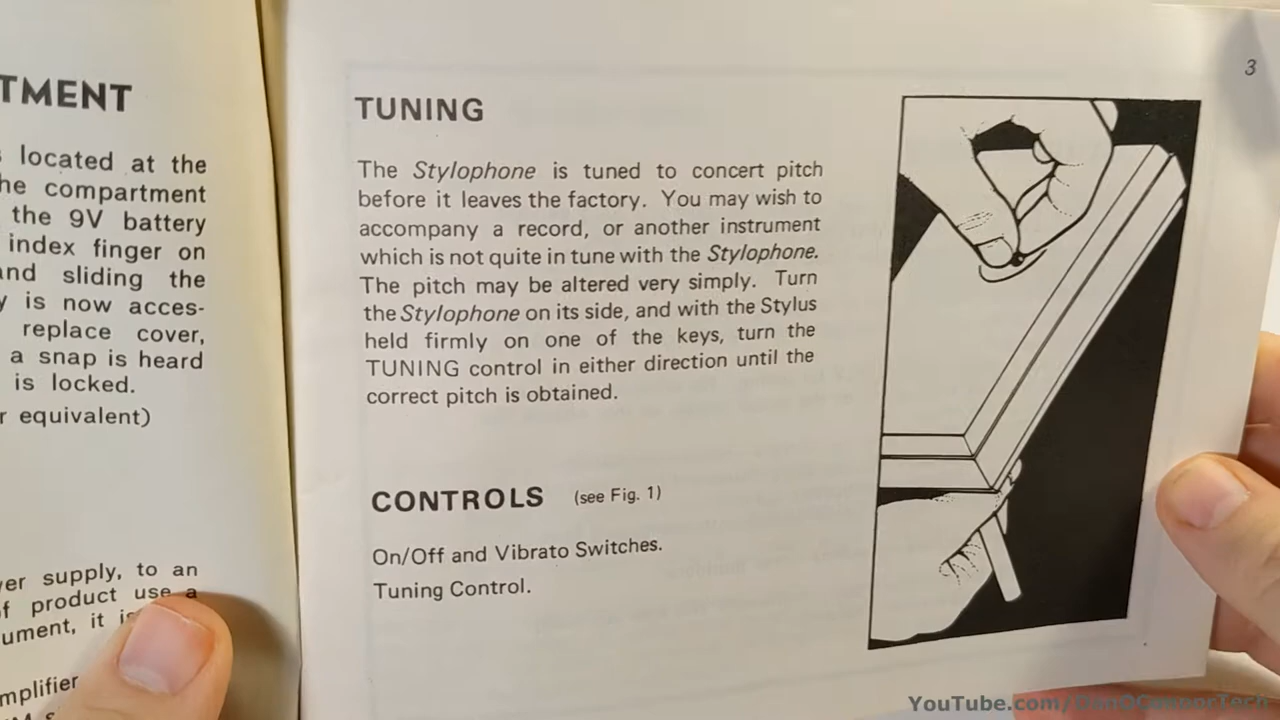 TMENT
located at the
he compartment
the 9V battery
index finger on
and sliding the
y is now acces-
replace cover,
a snap is heard
is locked.
r equivalent)
er supply, to an
f product use a
ument, it is
mplifier
3
TUNING
The Stylophone is tuned to concert pitch
before it leaves the factory. You may wish to
accompany a record, or another instrument
which is not quite in tune with the Stylophone.
The pitch may be altered very simply. Turn
the Stylophone on its side, and with the Stylus
held firmly on one of the keys, turn the
TUNING control in either direction until the
correct pitch is obtained.
CONTROLS (see Fig. 1)
On/Off and Vibrato Switches.
Tuning Control.
YouTube.com/DanOConnorTech